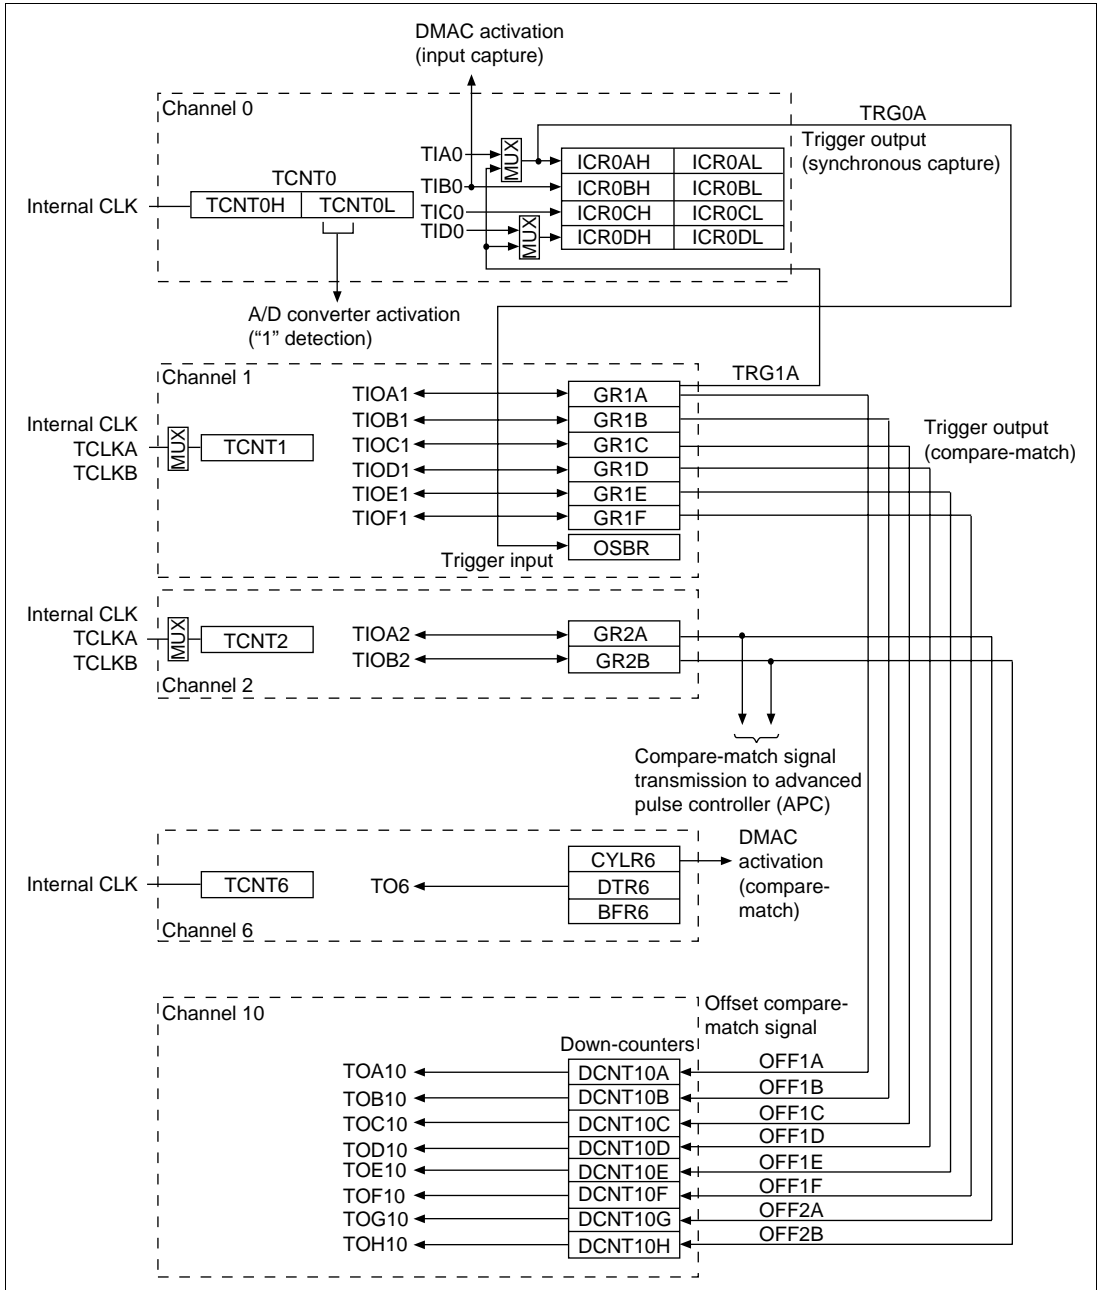 DMAC activation
(input capture)
Channel 0
TRG0A
Trigger output
(synchronous capture)
TIA0
MUX
ICR0AH
ICR0AL
TCNT0
TIB0
ICR0BH
ICR0BL
Internal CLK
TCNT0H
TCNT0L
TIC0
ICR0CH
ICR0CL
TID0
MUX
ICR0DH
ICR0DL
A/D converter activation
(“1” detection)
Channel 1
TRG1A
TIOA1
GR1A
Internal CLK
TIOB1
GR1B
Trigger output
(compare-match)
TCLKA
MUX
TCNT1
TIOC1
GR1C
TCLKB
TIOD1
GR1D
TIOE1
GR1E
TIOF1
GR1F
OSBR
Trigger input
Internal CLK
TCLKA
MUX
TCNT2
TIOA2
GR2A
TCLKB
TIOB2
GR2B
Channel 2
Compare-match signal
transmission to advanced
pulse controller (APC)
DMAC
activation
(compare-
match)
CYLR6
Internal CLK
TCNT6
TO6
DTR6
BFR6
Channel 6
Channel 10
Offset compare-
match signal
Down-counters
TOA10
DCNT10A
OFF1A
TOB10
DCNT10B
OFF1B
TOC10
DCNT10C
OFF1C
TOD10
DCNT10D
OFF1D
TOE10
DCNT10E
OFF1E
TOF10
DCNT10F
OFF1F
TOG10
DCNT10G
OFF2A
TOH10
DCNT10H
OFF2B